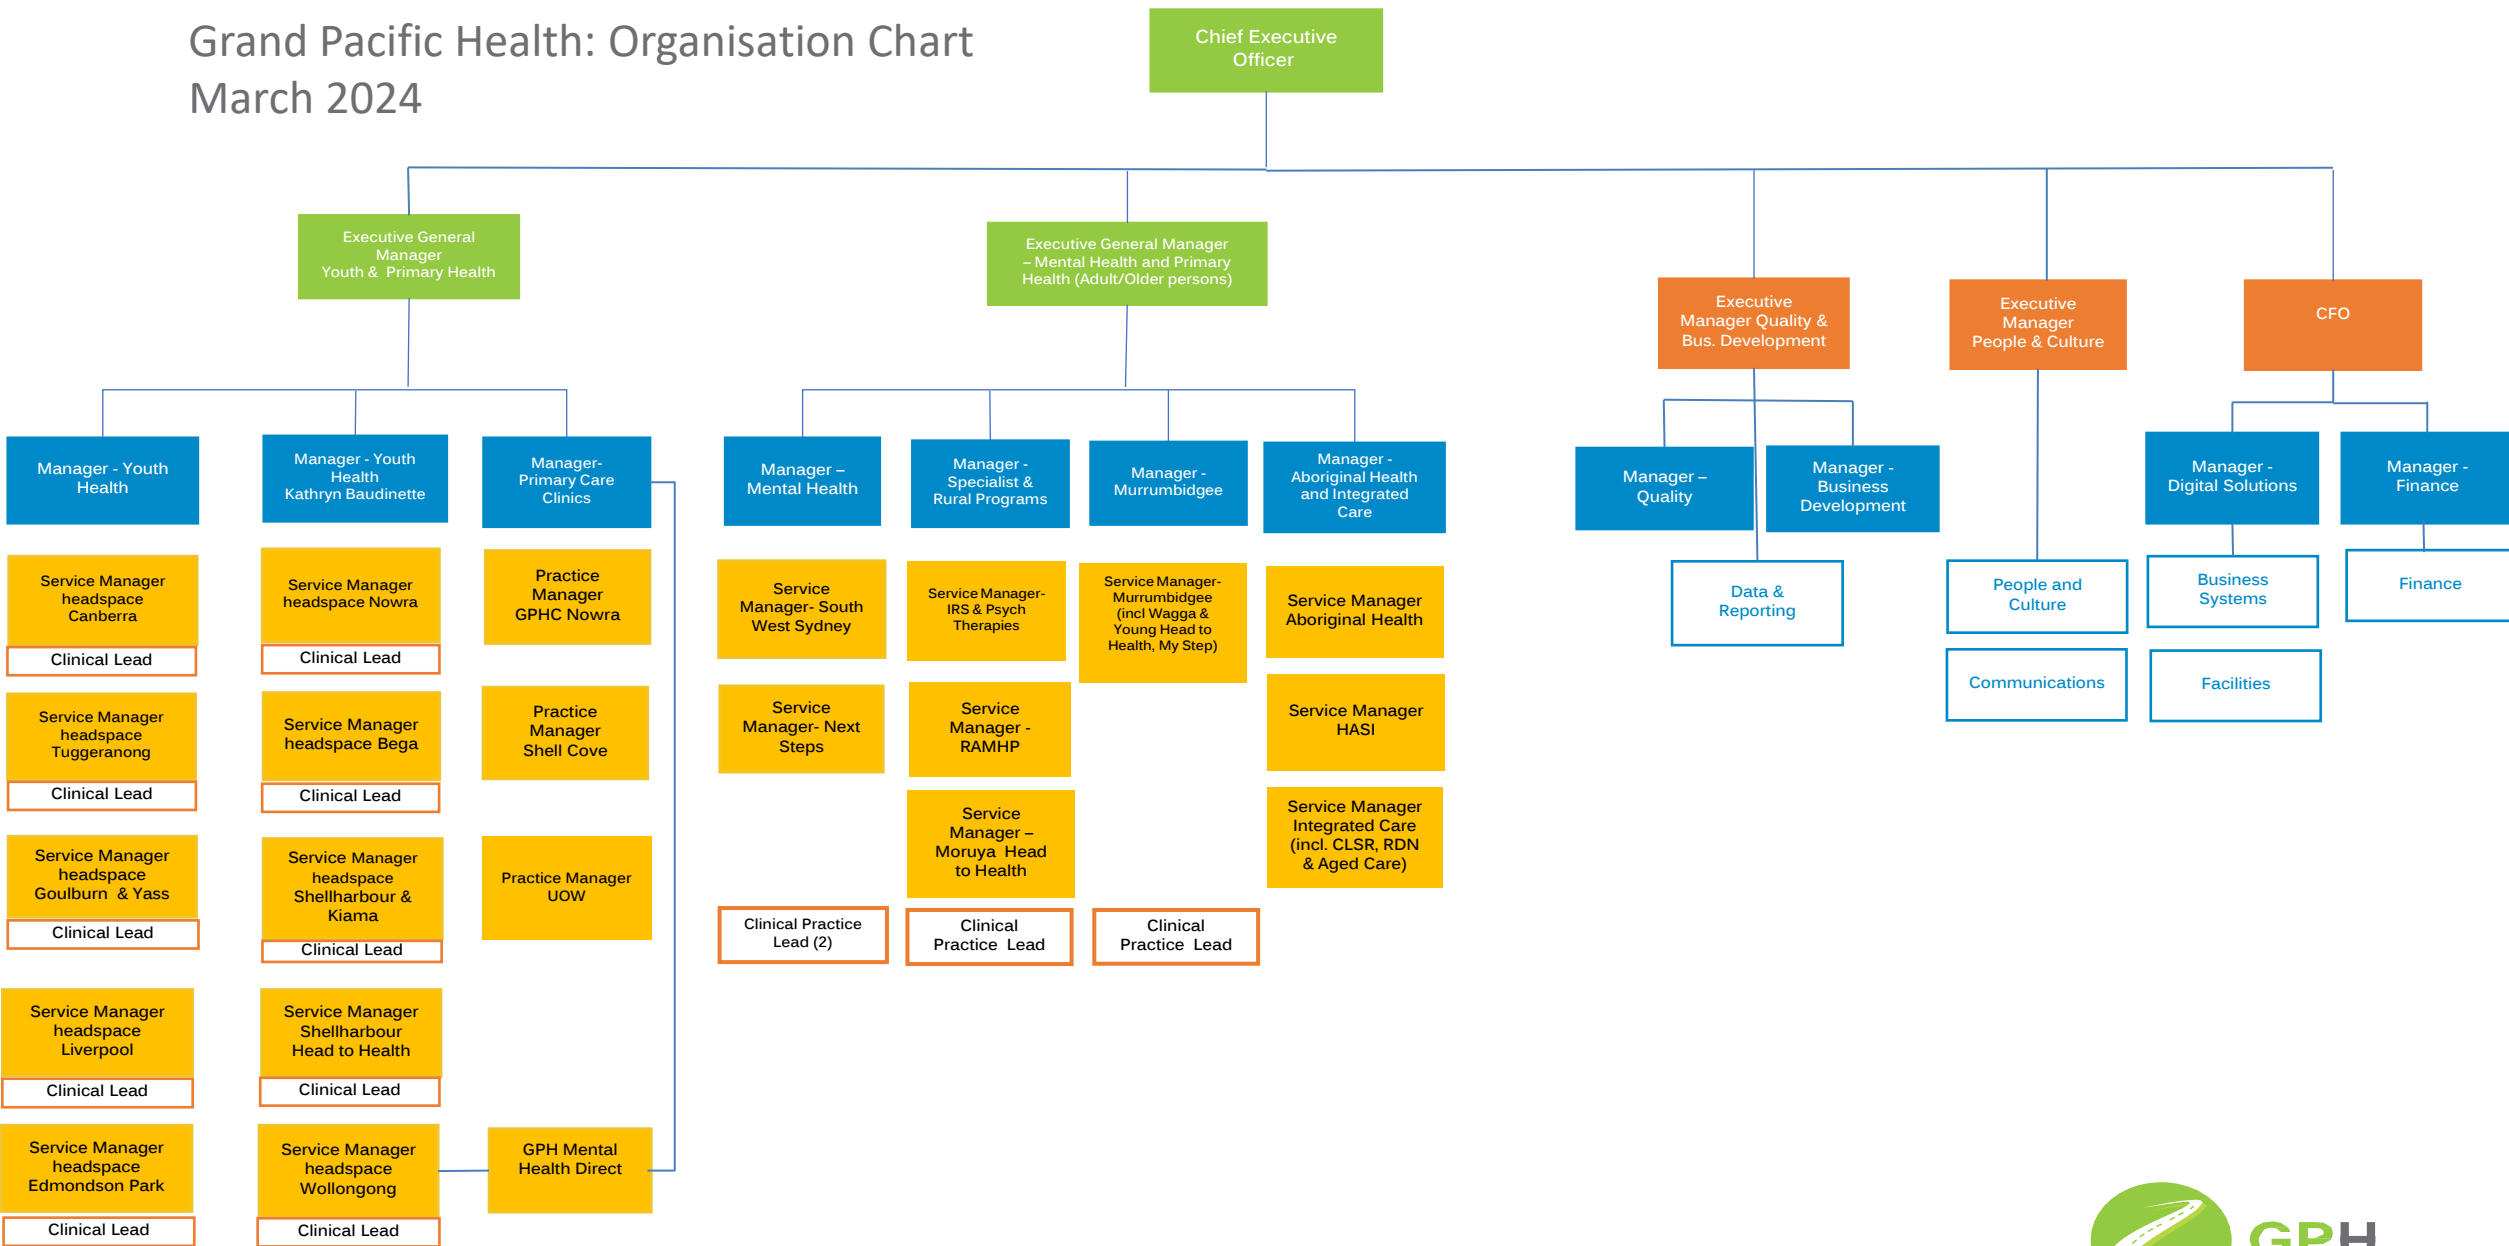 Grand Pacific Health: Organisation Chart
March 2024
Chief Executive
Officer
Executive General
Manager
Youth & Primary Health
Executive General Manager
– Mental Health and Primary
Health (Adult/Older persons)
Executive
Manager Quality &
Bus. Development
Executive
Manager
People & Culture
CFO
Manager - Youth
Health
Manager - Youth
Health
Kathryn Baudinette
Manager-
Primary Care
Clinics
Manager –
Mental Health
Manager -
Specialist &
Rural Programs
Manager -
Murrumbidgee
Manager -
Aboriginal Health
and Integrated
Care
Manager –
Quality
Manager -
Business
Development
Manager -
Digital Solutions
Manager -
Finance
Service Manager
headspace
Canberra
Clinical Lead
Service Manager
headspace
Tuggeranong
Clinical Lead
Service Manager
headspace
Goulburn & Yass
Clinical Lead
Service Manager
headspace
Liverpool
Clinical Lead
Service Manager
headspace
Edmondson Park
Clinical Lead
Service Manager
headspace Nowra
Clinical Lead
Service Manager
headspace Bega
Clinical Lead
Service Manager
headspace
Shellharbour &
Kiama
Clinical Lead
Service Manager
Shellharbour
Head to Health
Clinical Lead
Service Manager
headspace
Wollongong
Clinical Lead
Practice
Manager
GPHC Nowra
Practice
Manager
Shell Cove
Practice Manager
UOW
GPH Mental
Health Direct
Service
Manager- South
West Sydney
Service
Manager- Next
Steps
Clinical Practice
Lead (2)
Service Manager-
IRS & Psych
Therapies
Service
Manager -
RAMHP
Service
Manager –
Moruya Head
to Health
Clinical
Practice Lead
Service Manager-
Murrumbidgee
(incl Wagga &
Young Head to
Health, My Step)
Clinical
Practice Lead
Service Manager
Aboriginal Health
Service Manager
HASI
Service Manager
Integrated Care
(incl. CLSR, RDN
& Aged Care)
Data &
Reporting
People and
Culture
Communications
Business
Systems
Facilities
Finance
GPH